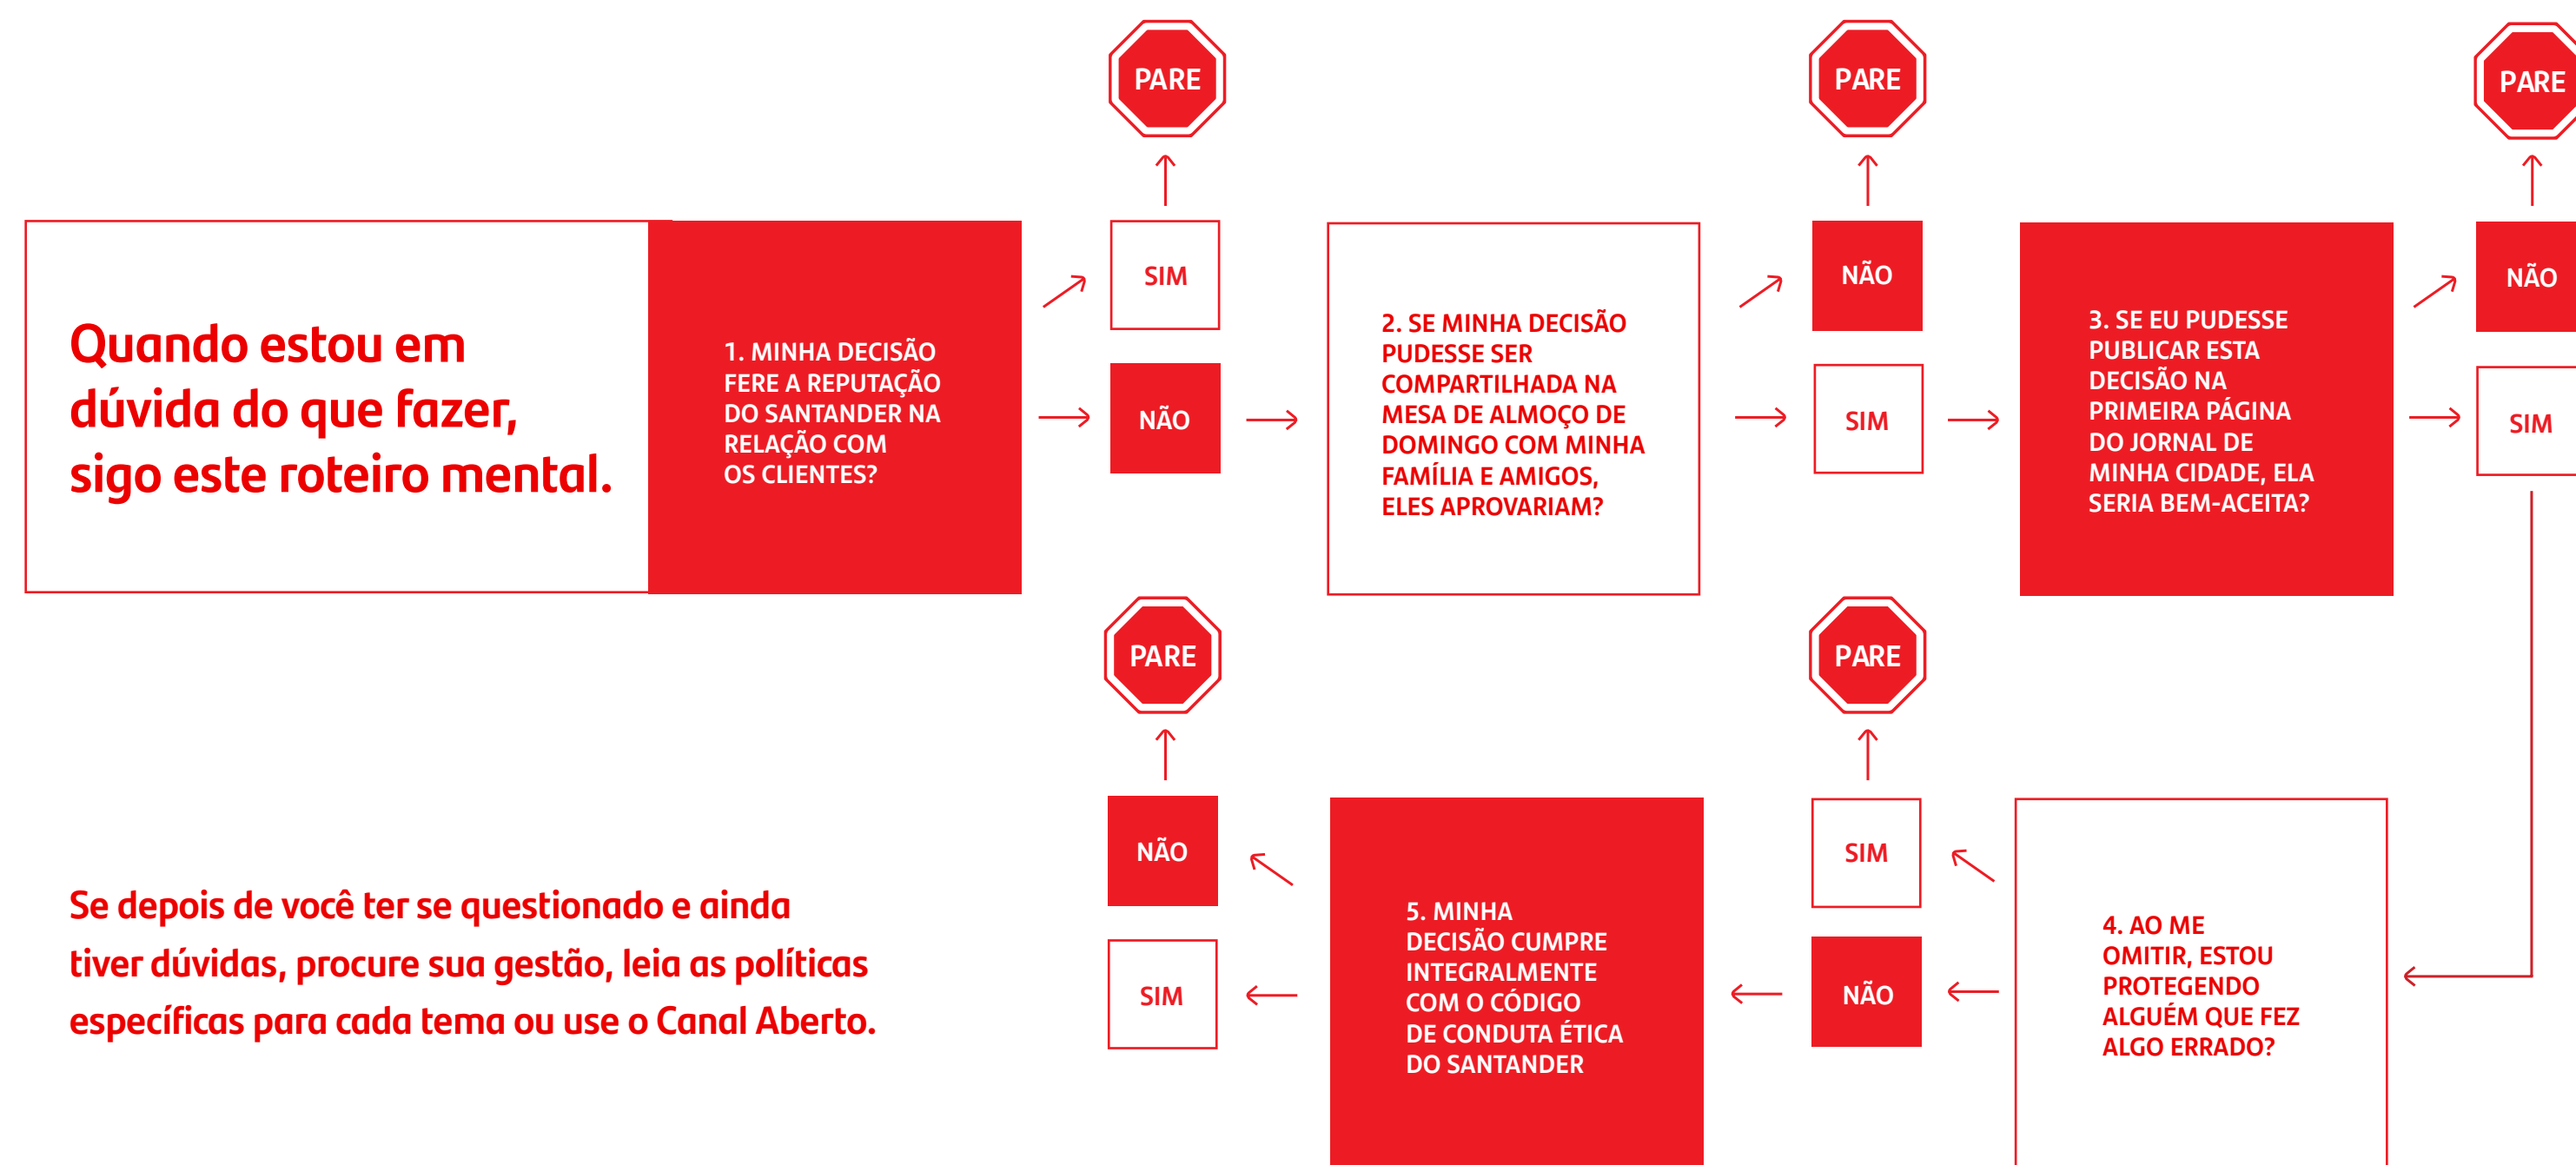 Quando estou em
dúvida do que fazer,
sigo este roteiro mental.
1. MINHA DECISÃO
FERE A REPUTAÇÃO
DO SANTANDER NA
RELAÇÃO COM
OS CLIENTES?
PARE
SIM
NÃO
2. SE MINHA DECISÃO
PUDESSE SER
COMPARTILHADA NA
MESA DE ALMOÇO DE
DOMINGO COM MINHA
FAMÍLIA E AMIGOS,
ELES APROVARIAM?
PARE
NÃO
SIM
3. SE EU PUDESSE
PUBLICAR ESTA
DECISÃO NA
PRIMEIRA PÁGINA
DO JORNAL DE
MINHA CIDADE, ELA
SERIA BEM-ACEITA?
PARE
NÃO
SIM
4. AO ME
OMITIR, ESTOU
PROTEGENDO
ALGUÉM QUE FEZ
ALGO ERRADO?
PARE
SIM
NÃO
5. MINHA
DECISÃO CUMPRE
INTEGRALMENTE
COM O CÓDIGO
DE CONDUTA ÉTICA
DO SANTANDER
PARE
NÃO
SIM
Se depois de você ter se questionado e ainda
tiver dúvidas, procure sua gestão, leia as políticas
específicas para cada tema ou use o Canal Aberto.